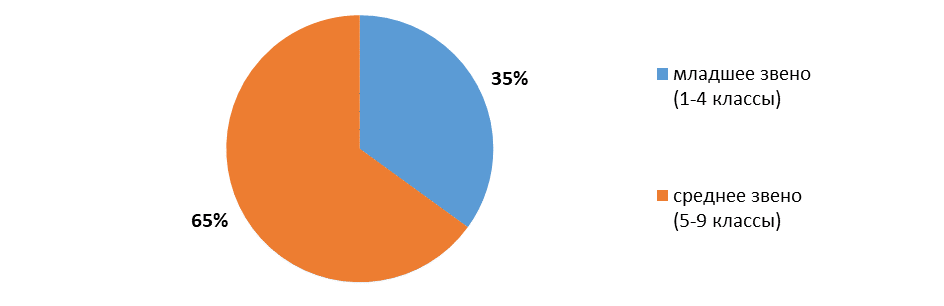 35%
65%
младшее звено
(1-4 классы)
среднее звено
(5-9 классы)